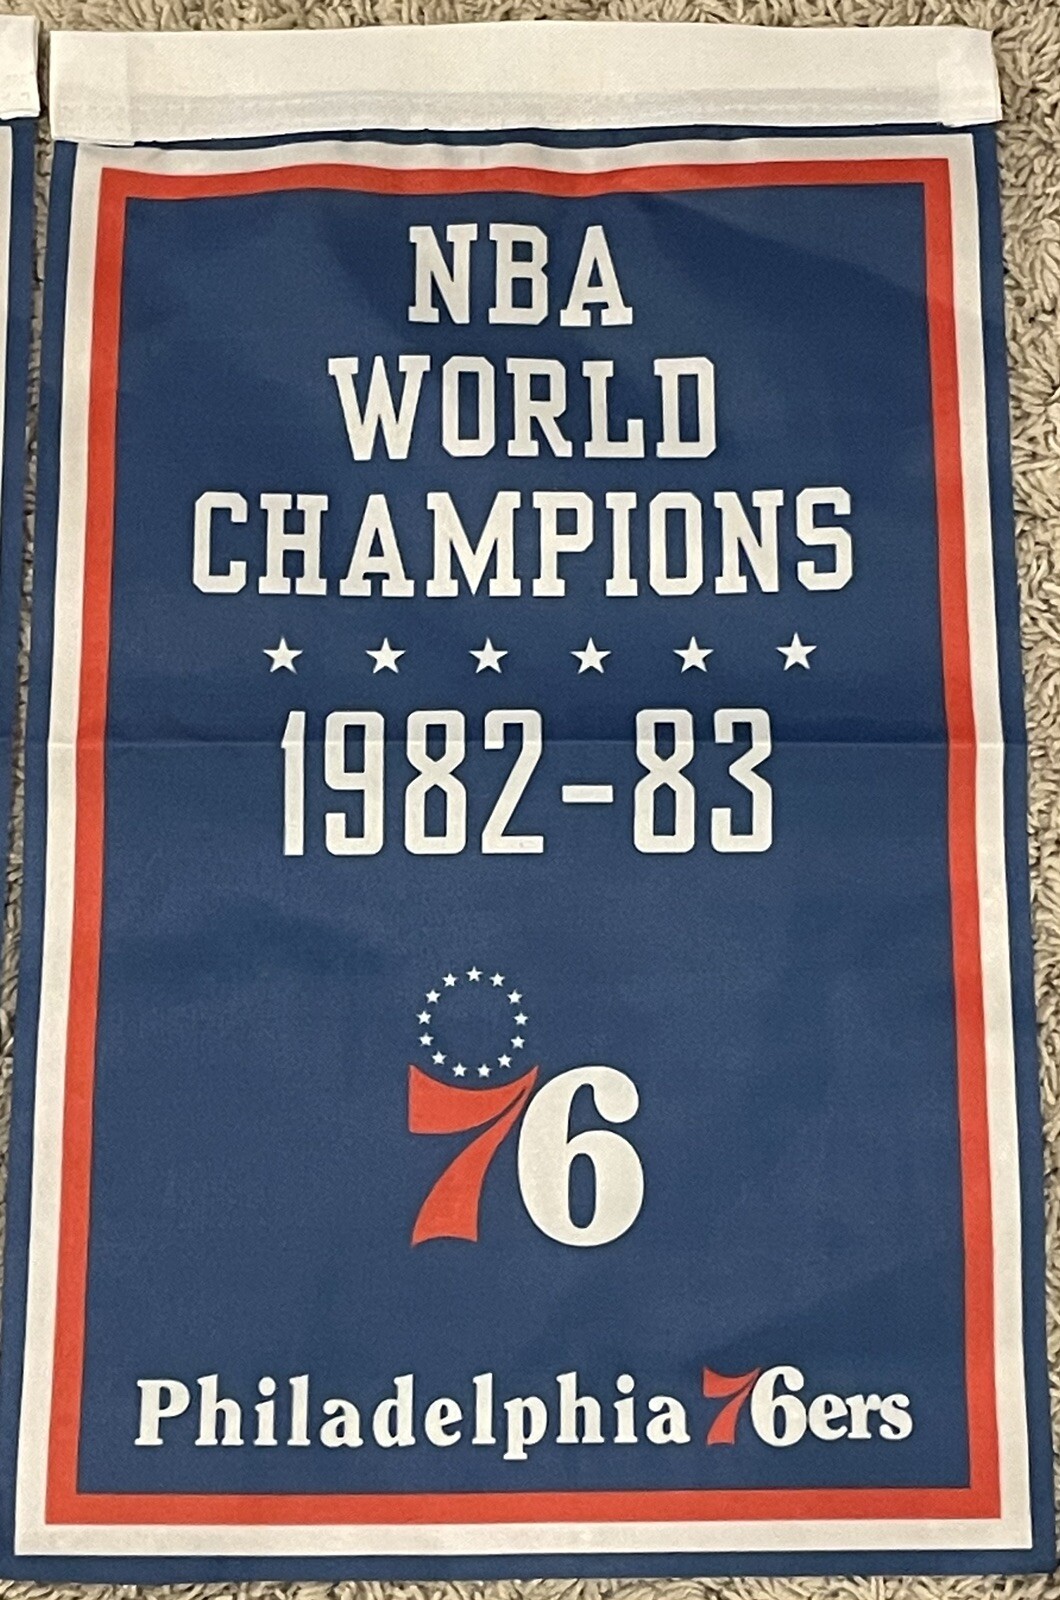 NBA
WORLD
CHAMPIONS
1982-83
76
Philadelphia 76ers